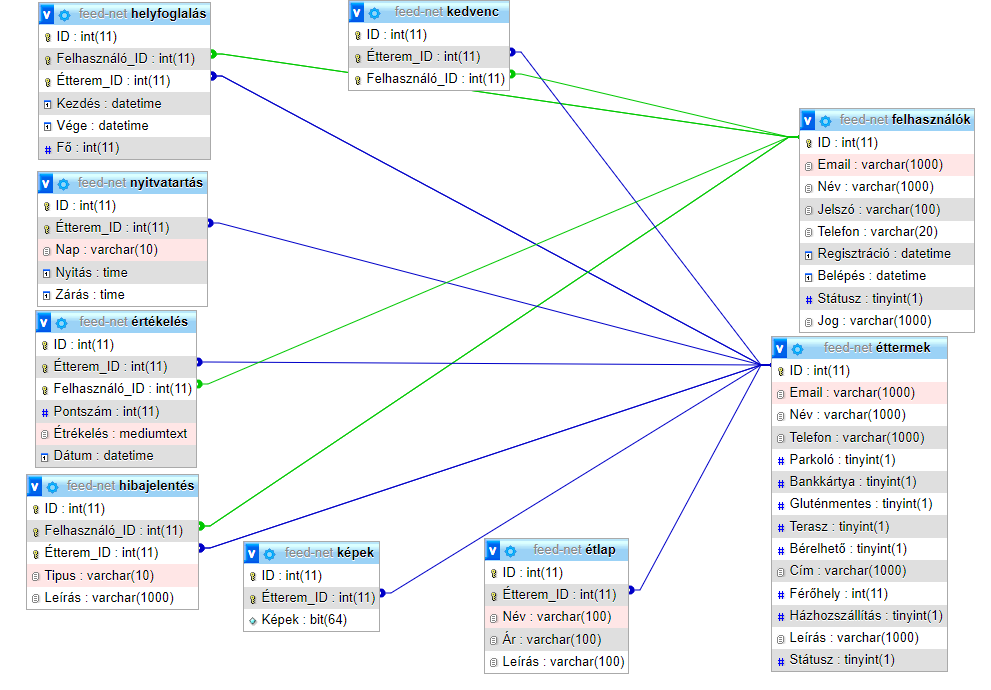 feed-net helyfoglalás
ID : int(11)
Felhasználó_ID : int(11)
Étterem_ID : int(11)
Kezdés : datetime
Vége : datetime
Fő : int(11)
feed-net kedvenc
ID : int(11)
Étterem_ID : int(11)
Felhasználó_ID : int(11)
feed-net felhasználók
ID : int(11)
Email : varchar(1000)
Név : varchar(1000)
Jelszó : varchar(100)
Telefon : varchar(20)
Regisztráció : datetime
Belépés : datetime
Státusz : tinyint(1)
Jog : varchar(1000)
feed-net nyitvatartás
ID : int(11)
Étterem_ID : int(11)
Nap : varchar(10)
Nyitás : time
Zárás : time
feed-net értékelés
ID : int(11)
Étterem_ID : int(11)
Felhasználó_ID : int(11)
Pontszám : int(11)
Étrékelés : mediumtext
Dátum : datetime
feed-net éttermek
ID : int(11)
Email : varchar(1000)
Név : varchar(1000)
Telefon : varchar(1000)
Parkoló : tinyint(1)
Bankkártya : tinyint(1)
Gluténmentes : tinyint(1)
Terasz : tinyint(1)
Bérelhető : tinyint(1)
Cím : varchar(1000)
Férőhely : int(11)
Házhozszállítás : tinyint(1)
Leírás : varchar(1000)
Státusz : tinyint(1)
feed-net hibajelentés
ID : int(11)
Felhasználó_ID : int(11)
Étterem_ID : int(11)
Tipus : varchar(10)
Leírás : varchar(1000)
feed-net képek
ID : int(11)
Étterem_ID : int(11)
Képek : bit(64)
feed-net étlap
ID : int(11)
Étterem_ID : int(11)
Név : varchar(100)
Ár : varchar(100)
Leírás : varchar(100)